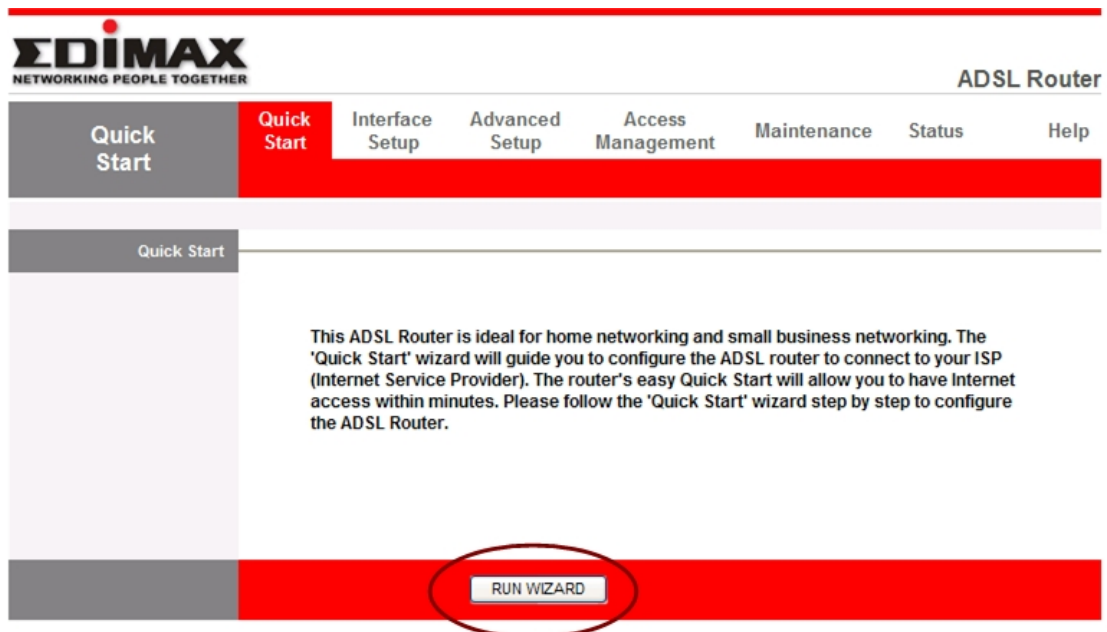 EDIMAX
NETWORKING PEOPLE TOGETHER
ADSL Router
Quick
Start
Quick
Start
Interface
Setup
Advanced
Setup
Access
Management
Maintenance
Status
Help
Quick Start
This ADSL Router is ideal for home networking and small business networking. The
'Quick Start' wizard will guide you to configure the ADSL router to connect to your ISP
(Internet Service Provider). The router's easy Quick Start will allow you to have Internet
access within minutes. Please follow the 'Quick Start' wizard step by step to configure
the ADSL Router.
RUN WIZARD